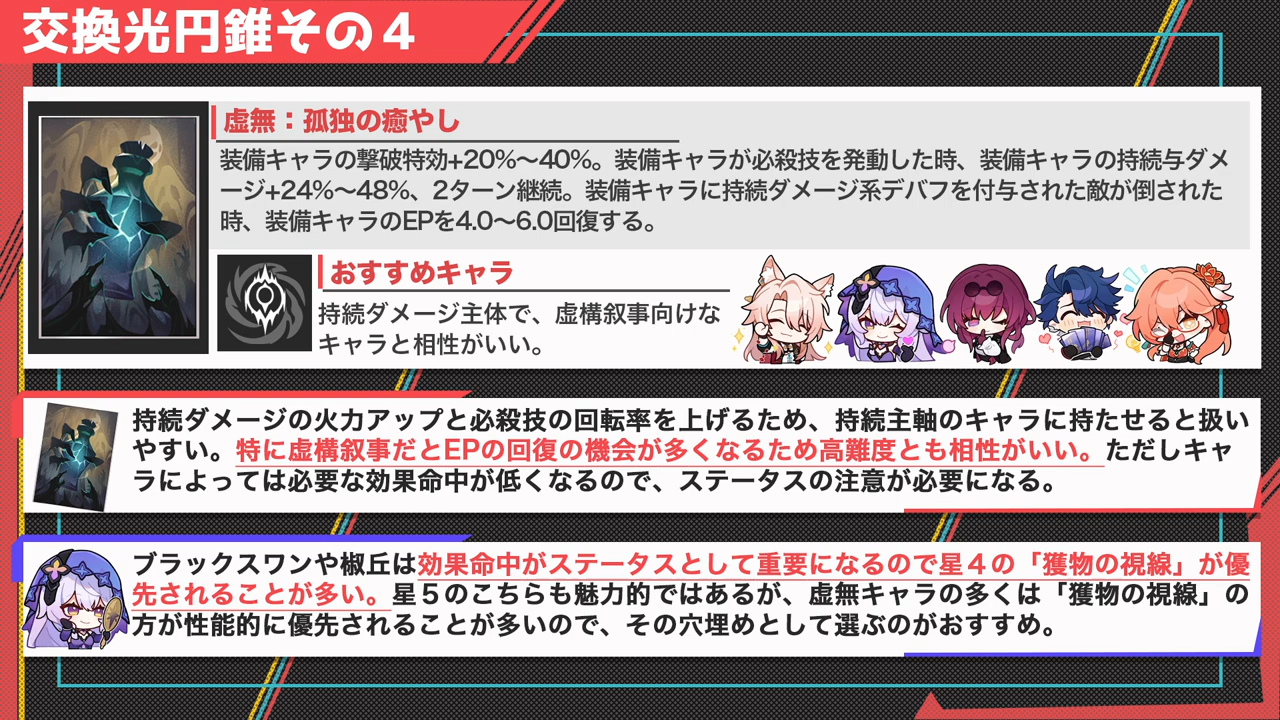 交換光円錐その４
虚無：孤独の癒やし
装備キャラの撃破特効+20%〜40%。装備キャラが必殺技を発動した時、装備キャラの持続与ダメ
ージ+24%〜48%、2ターン継続。装備キャラに持続ダメージ系デバフを付与された敵が倒された
時、装備キャラのEPを4.0〜6.0回復する。
おすすめキャラ
持続ダメージ主体で、虚構叙事向けな
キャラと相性がいい。
持続ダメージの火力アップと必殺技の回転率を上げるため、持続主軸のキャラに持たせると扱い
やすい。特に虚構叙事だとEPの回復の機会が多くなるため高難度とも相性がいい。ただしキャ
ラによっては必要な効果命中が低くなるので、ステータスの注意が必要になる。
ブラックスワンや椒丘は効果命中がステータスとして重要になるので星４の「獲物の視線」が優
先されることが多い。星５のこちらも魅力的ではあるが、虚無キャラの多くは「獲物の視線」の
方が性能的に優先されることが多いので、その穴埋めとして選ぶのがおすすめ。